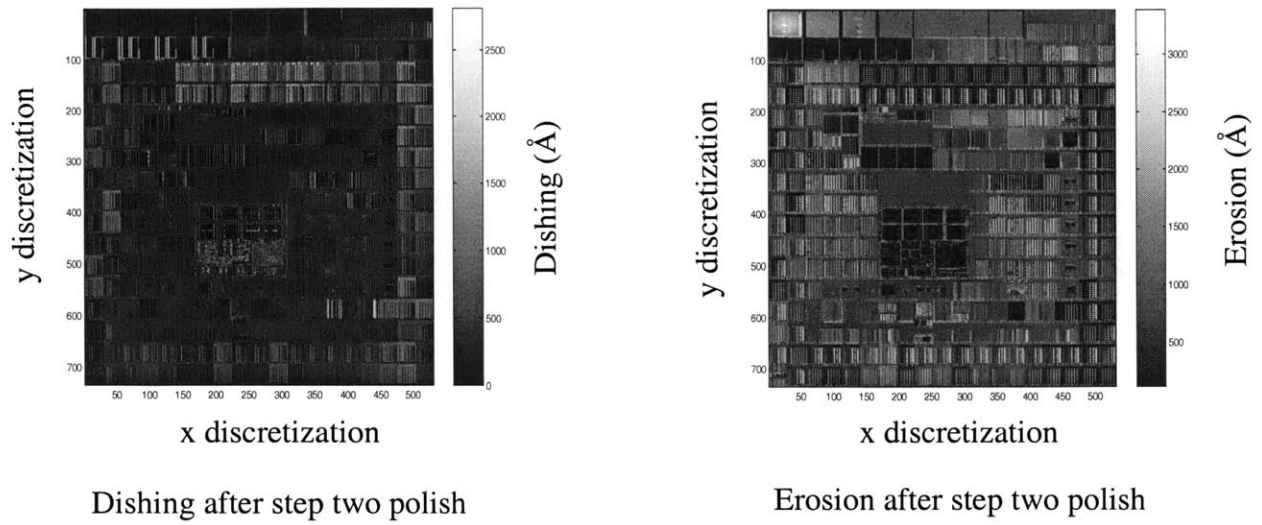 100
200
300
400
500
600
700
50 100 150 200 250 300 350 400 450 500
y discretization
x discretization
2500
2000
1500
1000
500
0
Dishing (Å)
Dishing after step two polish
100
200
300
400
500
600
700
50 100 150 200 250 300 350 400 450 500
y discretization
x discretization
3000
2500
2000
1500
1000
500
Erosion (Å)
Erosion after step two polish